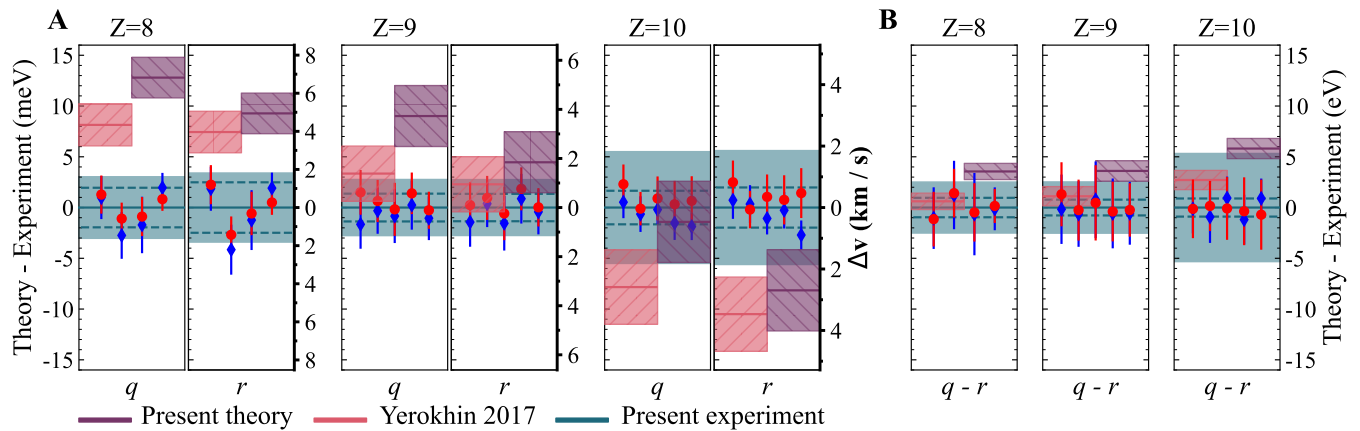 A
B
Z=8
Z=9
Z=10
Z=8
Z=9
Z=10
Theory - Experiment (meV)
15
10
5
0
-5
-10
-15
8
6
4
2
0
2
4
6
8
6
4
2
0
2
4
6
4
2
0
2
4
Δv (km / s)
15
10
5
0
-5
-10
-15
Theory - Experiment (eV)
q
r
q
r
q
r
q - r
q - r
q - r
Present theory
Yerokhin 2017
Present experiment